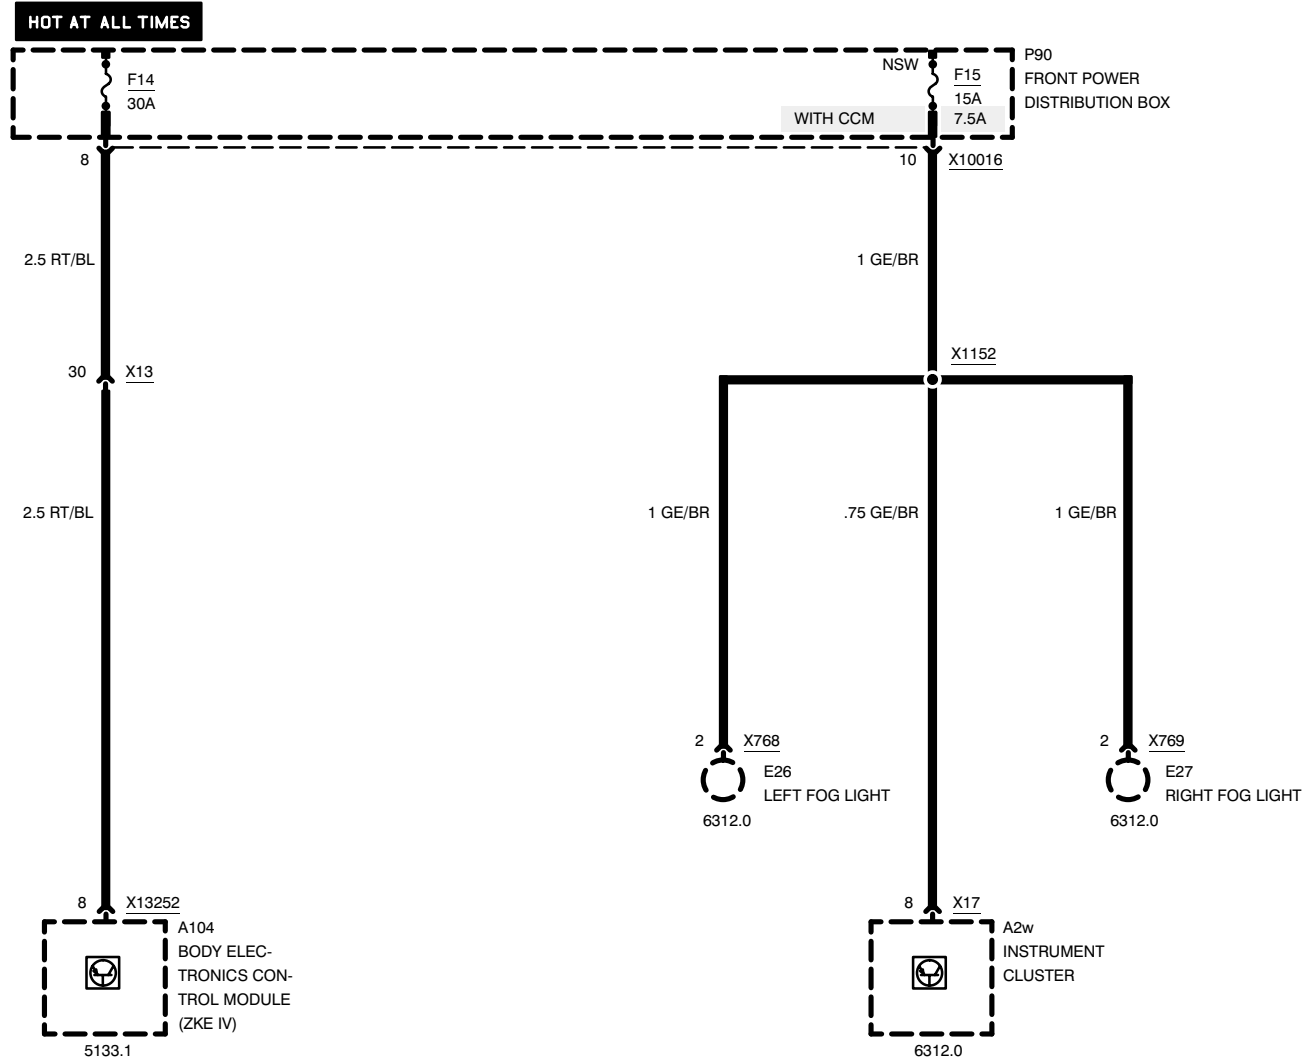 HOT AT ALL TIMES
F14
30A
NSW
F15
15A
WITH CCM
7.5A
P90
FRONT POWER
DISTRIBUTION BOX
8
10
X10016
2.5 RT/BL
1 GE/BR
X1152
30
X13
2.5 RT/BL
1 GE/BR
.75 GE/BR
1 GE/BR
2
X768
E26
LEFT FOG LIGHT
6312.0
2
X769
E27
RIGHT FOG LIGHT
6312.0
8
X13252
A104
BODY ELEC-
TRONICS CON-
TROL MODULE
(ZKE IV)
5133.1
8
X17
A2w
INSTRUMENT
CLUSTER
6312.0